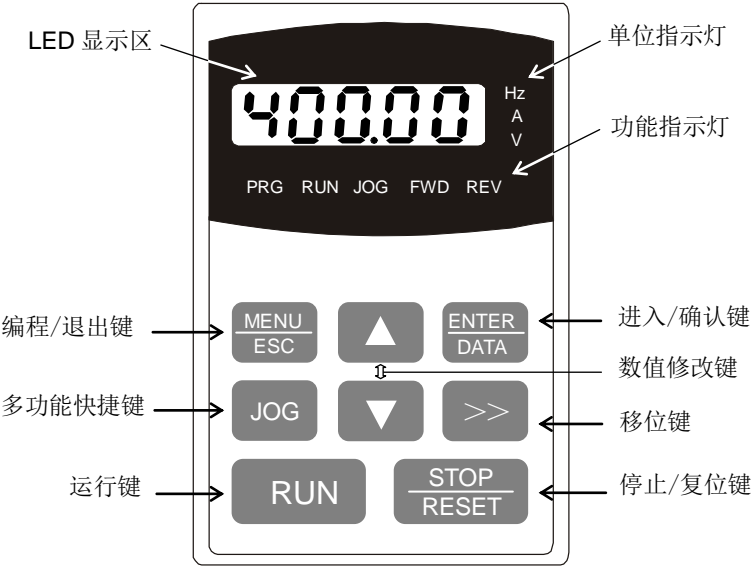 LED 显示区
单位指示灯
400.00
Hz
A
V
功能指示灯
PRG RUN JOG FWD REV
编程/退出键
MENU
ESC
▲
ENTER
DATA
进入/确认键
数值修改键
多功能快捷键
JOG
▼
>>
移位键
运行键
RUN
STOP
RESET
停止/复位键